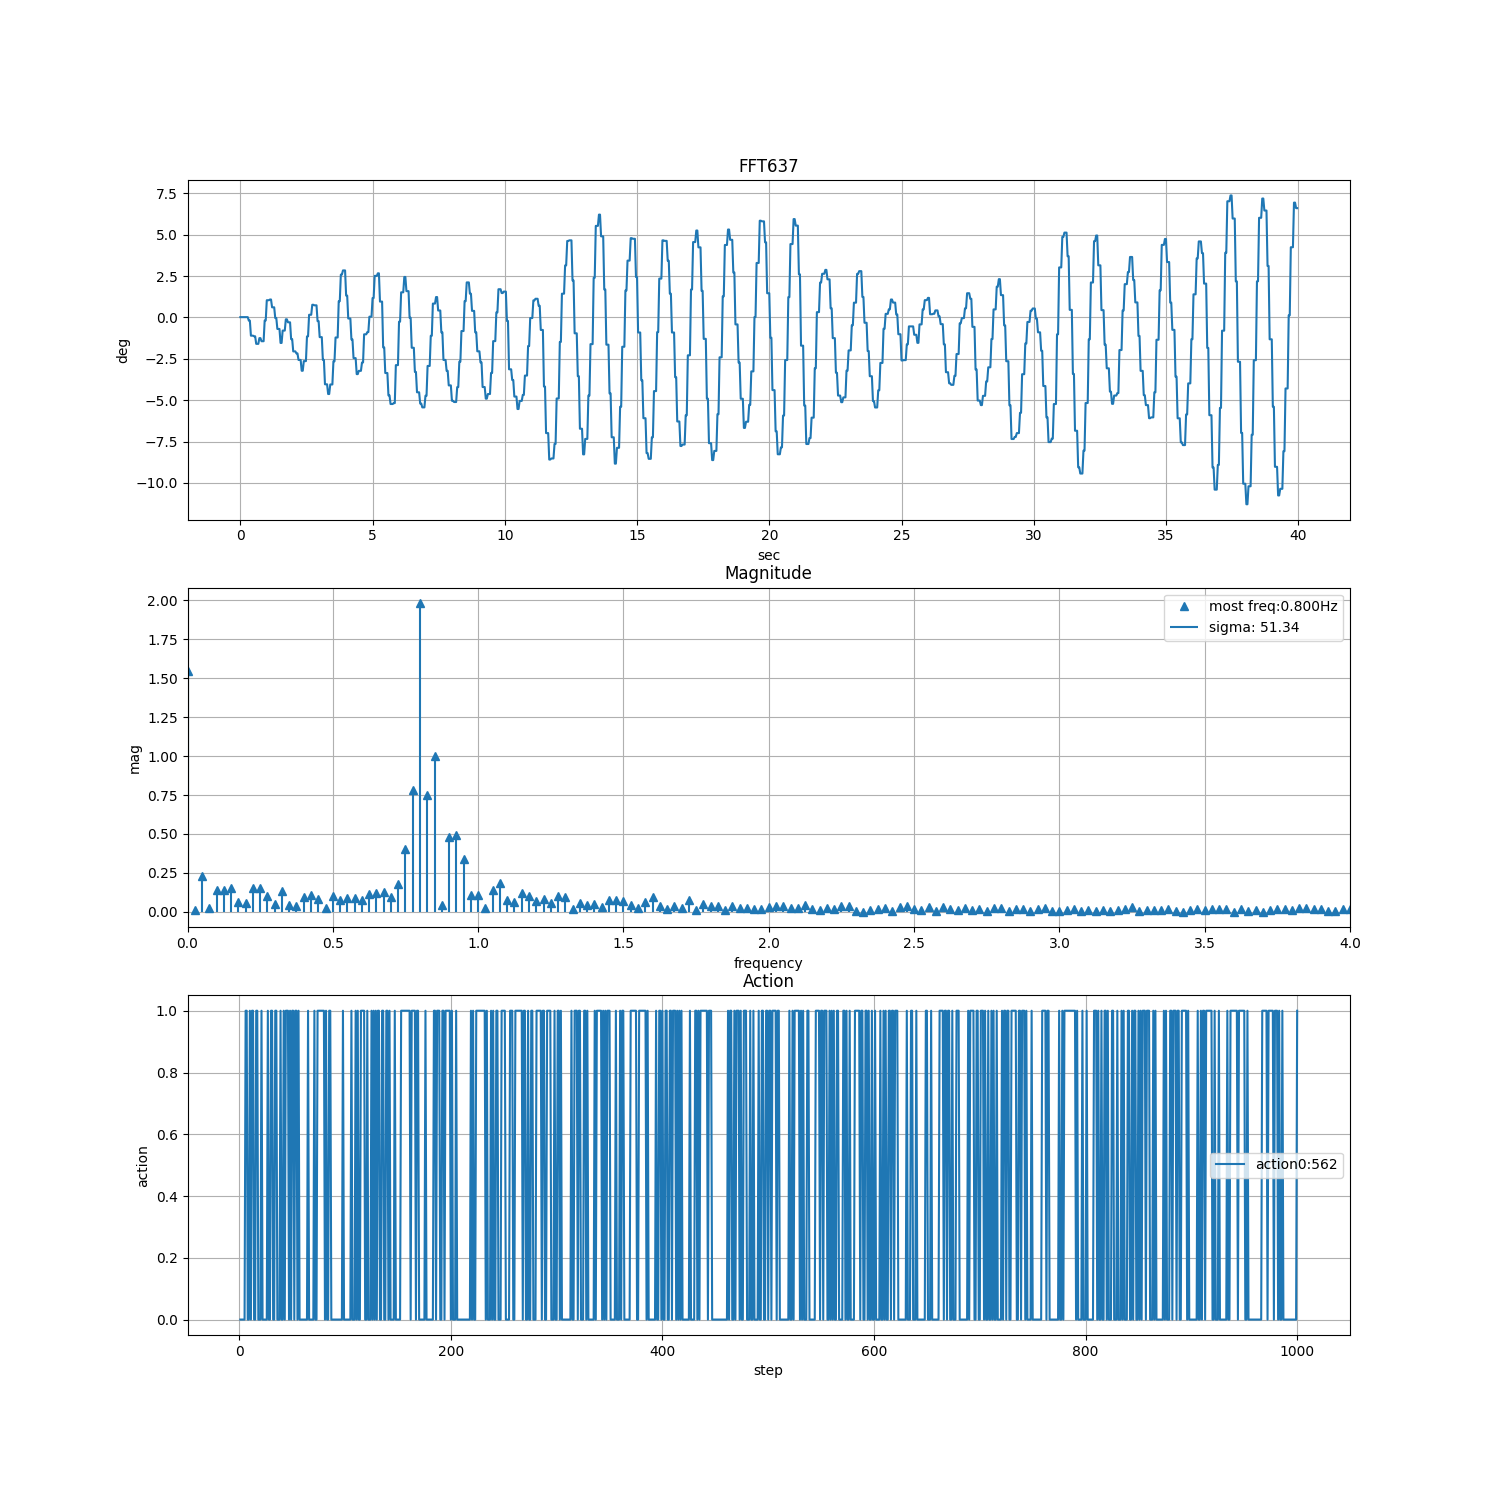 FFT637
7.5
5.0
2.5
0.0
−2.5
−5.0
−7.5
−10.0
deg
0 5 10 15 20 25 30 35 40
sec
Magnitude
2.00
1.75
1.50
1.25
1.00
0.75
0.50
0.25
0.00
mag
most freq:0.800Hz
sigma: 51.34
0.0 0.5 1.0 1.5 2.0 2.5 3.0 3.5 4.0
frequency
Action
1.0
0.8
0.6
0.4
0.2
0.0
action
action0:562
0 200 400 600 800 1000
step